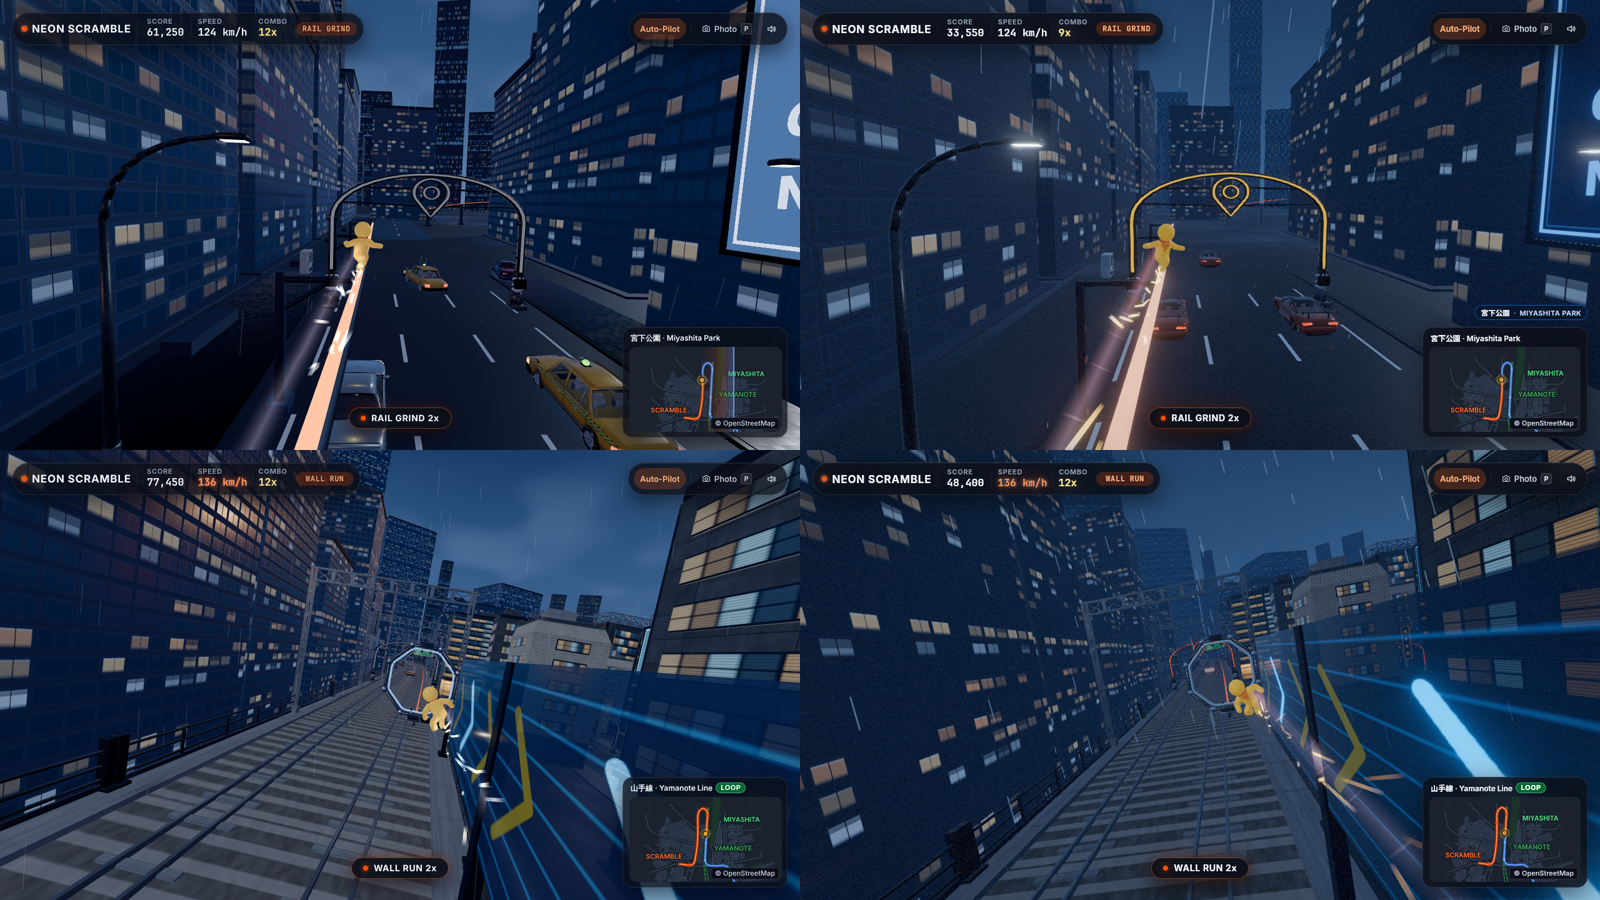 NEON SCRAMBLE
SCORE
61,250
SPEED
124 km/h
COMBO
12x
RAIL GRIND
Auto-Pilot
Photo P
宮下公園 · Miyashita Park
MIYASHITA
YAMANOTE
SCRAMBLE
© OpenStreetMap
RAIL GRIND 2x
NEON SCRAMBLE
SCORE
33,550
SPEED
124 km/h
COMBO
9x
RAIL GRIND
Auto-Pilot
Photo P
宮下公園 · MIYASHITA PARK
宮下公園 · Miyashita Park
MIYASHITA
YAMANOTE
SCRAMBLE
© OpenStreetMap
RAIL GRIND 2x
NEON SCRAMBLE
SCORE
77,450
SPEED
136 km/h
COMBO
12x
WALL RUN
Auto-Pilot
Photo P
山手線 · Yamanote Line LOOP
MIYASHITA
YAMANOTE
SCRAMBLE
© OpenStreetMap
WALL RUN 2x
NEON SCRAMBLE
SCORE
48,400
SPEED
136 km/h
COMBO
12x
WALL RUN
Auto-Pilot
Photo P
山手線 · Yamanote Line LOOP
MIYASHITA
YAMANOTE
SCRAMBLE
© OpenStreetMap
WALL RUN 2x